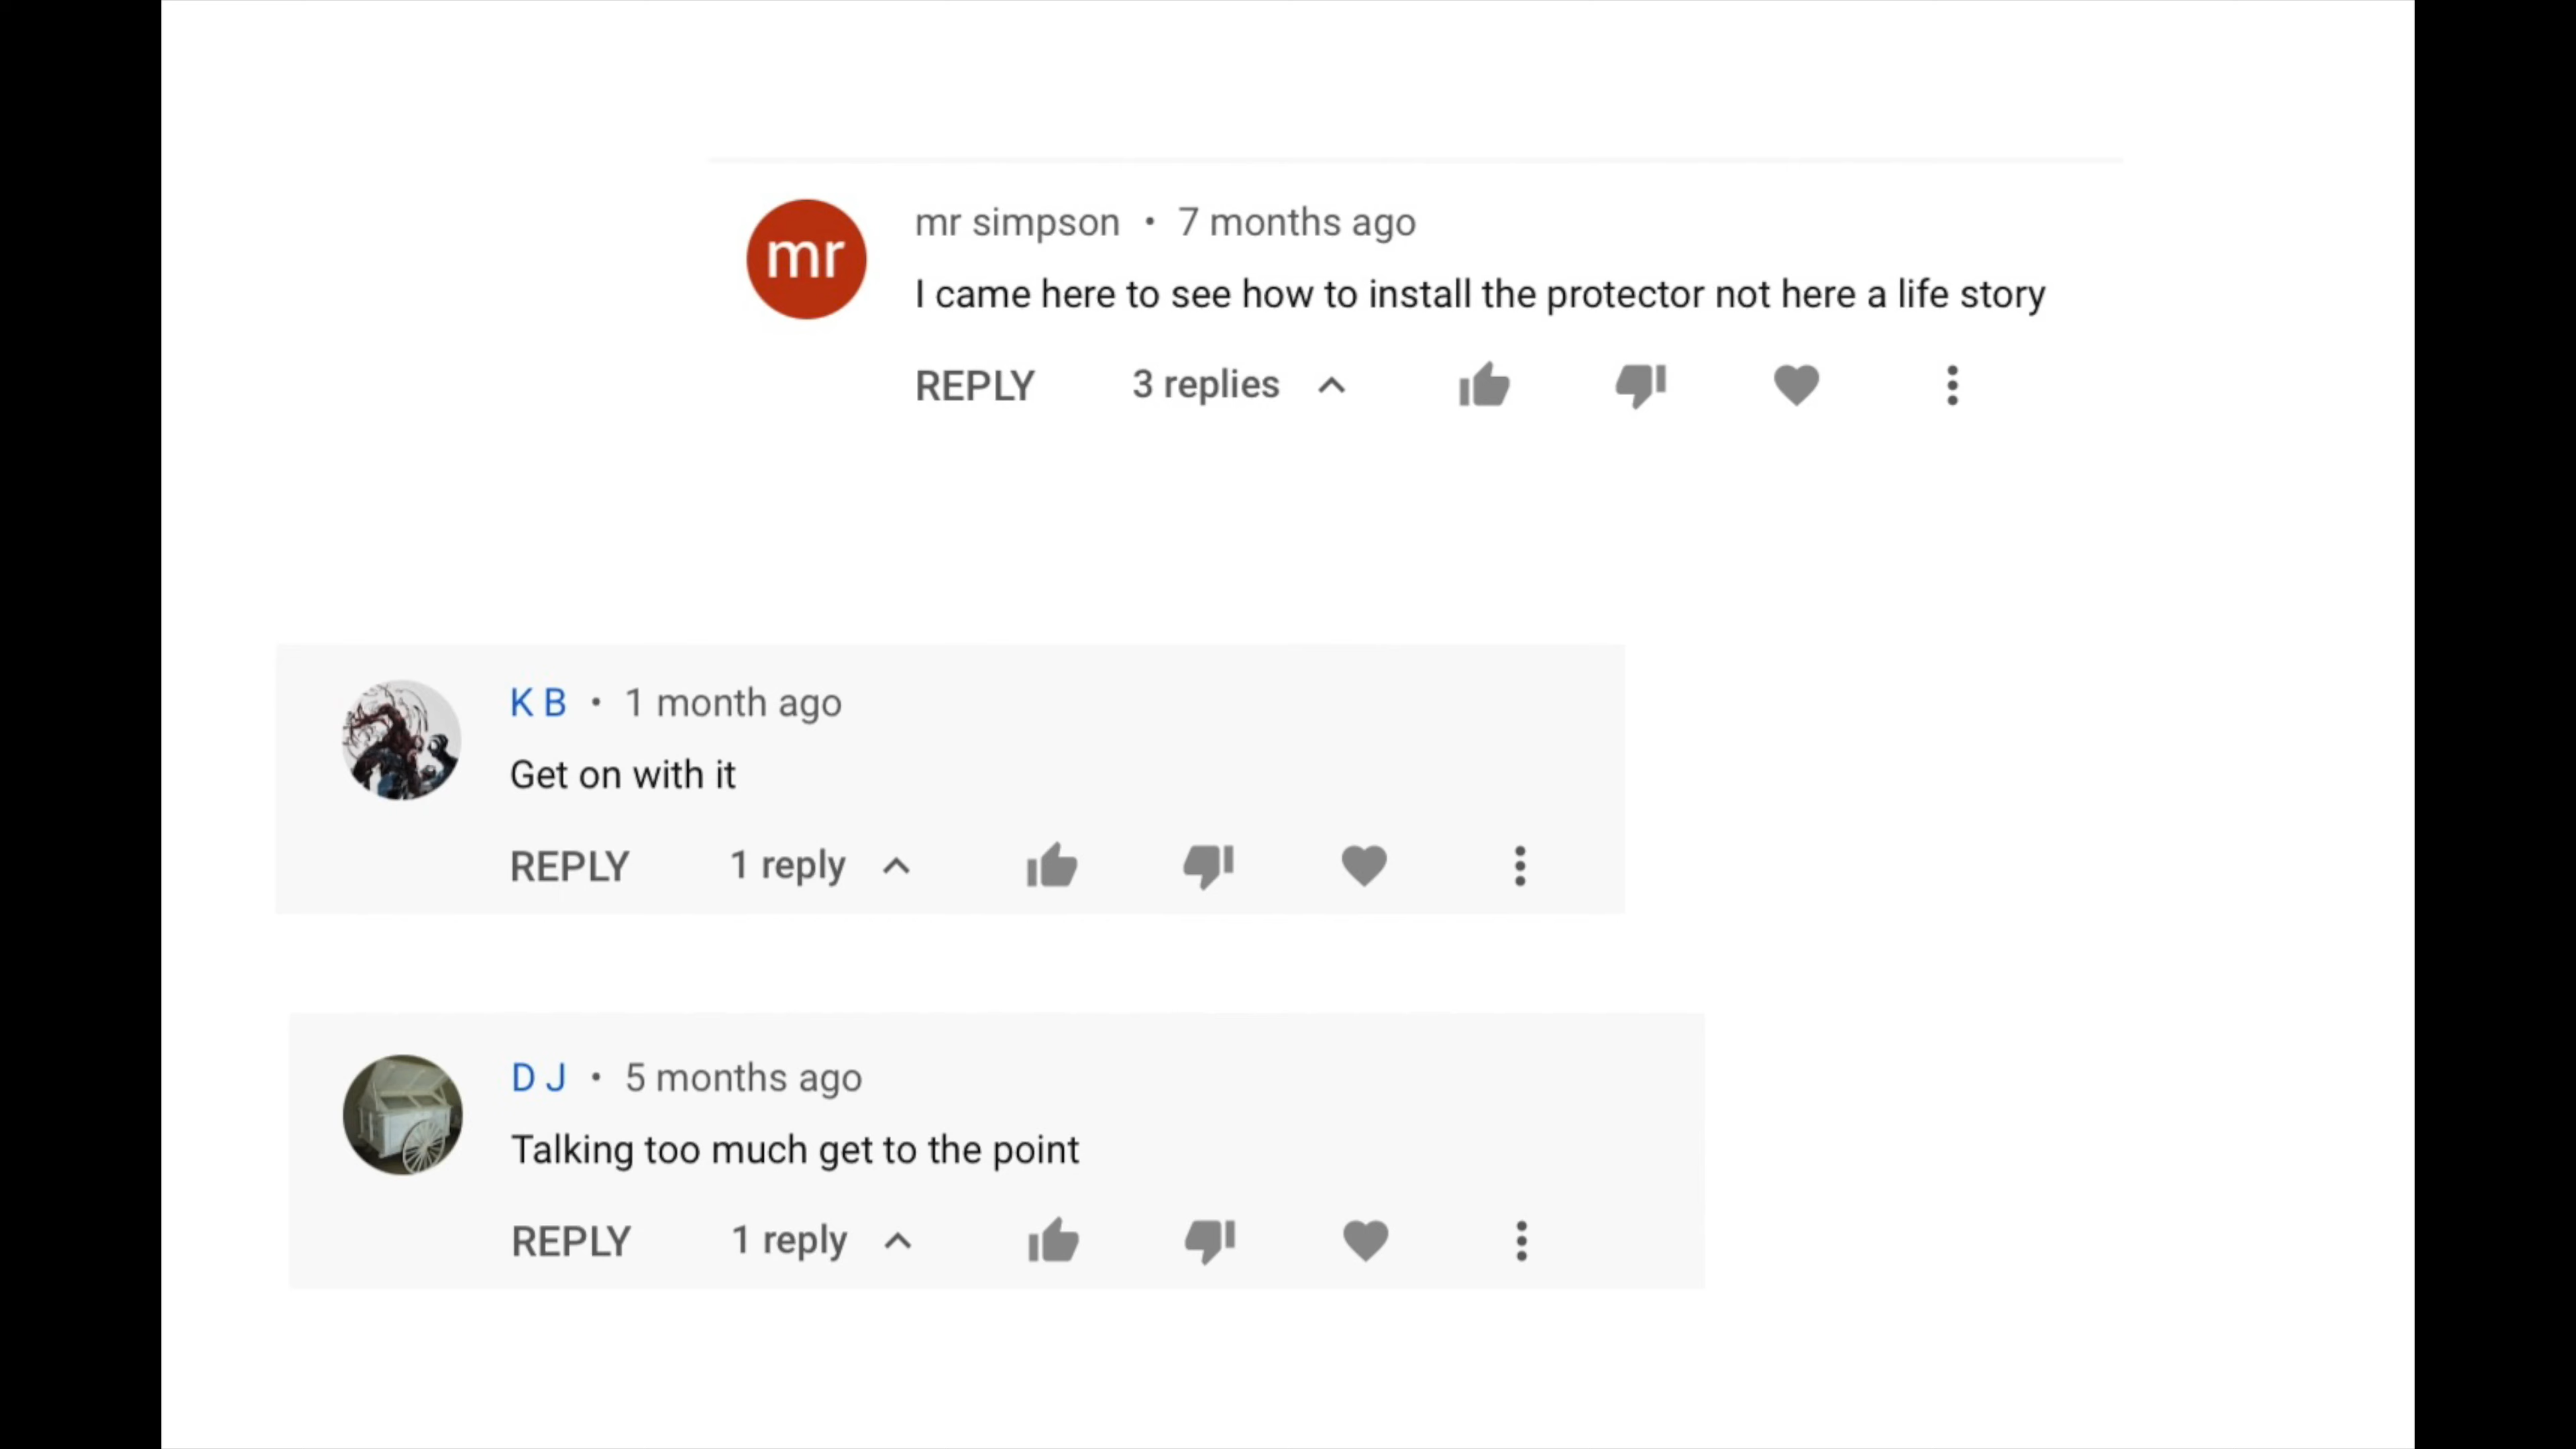 mr
mr simpson • 7 months ago
I came here to see how to install the protector not here a life story
REPLY 3 replies
K B • 1 month ago
Get on with it
REPLY 1 reply
D J • 5 months ago
Talking too much get to the point
REPLY 1 reply